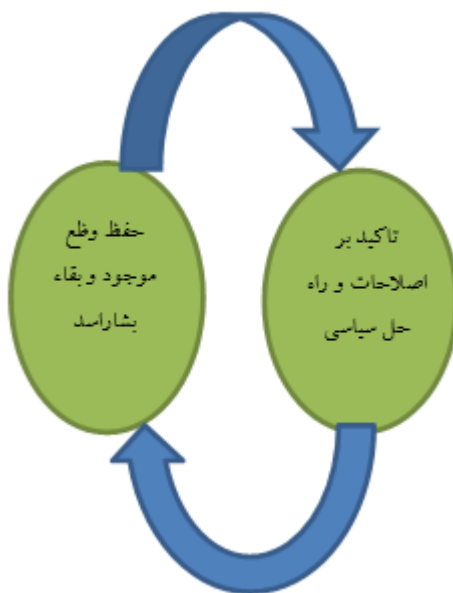 تاکید بر
اصلاحات و راه
حل سیاسی
حفظ وظع
موجود و بقاء
بشاراسد